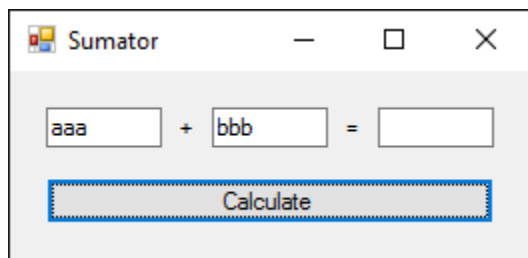 Sumator
aaa + bbb =
Calculate